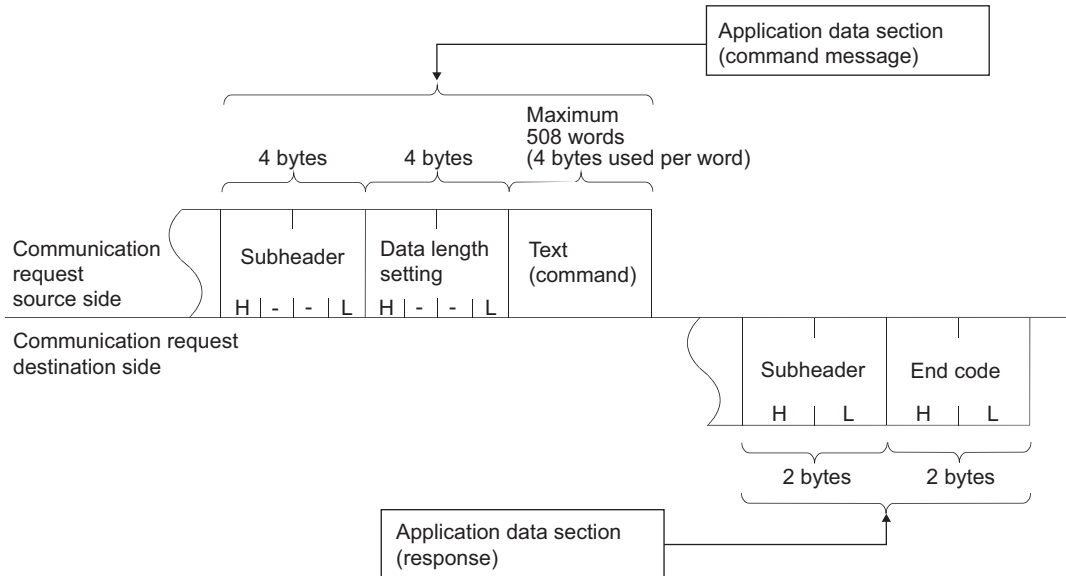 Application data section
(command message)
Maximum
508 words
(4 bytes used per word)
4 bytes
4 bytes
Communication
request
source side
Subheader
Data length
setting
Text
(command)
H - - L
H - - L
Communication request
destination side
Subheader
End code
H L
H L
2 bytes
2 bytes
Application data section
(response)